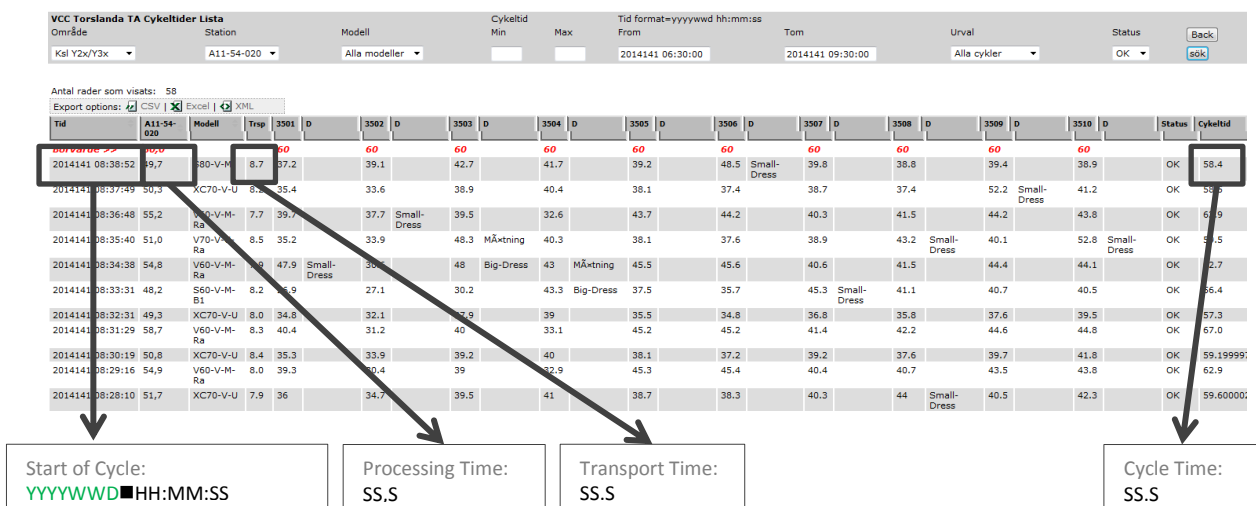 VCC Torslanda TA Cykeltider Lista Cykeltid Tid format=yyyywwd hh:mm:ss
Område Station Modell Min Max From Tom Urval Status Back
Ksl Y2x/Y3x A11-54-020 Alla modeller 2014141 06:30:00 2014141 09:30:00 Alla cykler OK sök
Antal rader som visats: 58
Export options: CSV | Excel | XML
Tid A11-54-020 Modell Trsp 3501 D 3502 D 3503 D 3504 D 3505 D 3506 D 3507 D 3508 D 3509 D 3510 D Status Cykeltid
Börvärde >> 60 60 60 60 60 60 60 60 60 60
2014141 08:38:52 49,7 S80-V-M 8.7 37.2 39.1 42.7 41.7 39.2 48.5 Small-Dress 39.8 38.8 39.4 38.9 OK 58.4
2014141 08:37:49 50,3 XC70-V-U 8.2 35.4 33.6 38.9 40.4 38.1 37.4 38.7 37.4 52.2 Small-Dress 41.2 OK
2014141 08:36:48 55,2 V60-V-M-Ra 7.7 39.7 37.7 Small-Dress 39.5 32.6 43.7 44.2 40.3 41.5 44.2 43.8 OK
2014141 08:35:40 51,0 Ra 8.5 35.2 33.9 48.3 MÃ¤tning 40.3 38.1 37.6 38.9 43.2 Small-Dress 40.1 52.8 Small-Dress OK
2014141 08:34:38 54,8 V60-V-M-Ra 47.9 Small-Dress 48 Big-Dress 43 MÃ¤tning 45.5 45.6 40.6 41.5 44.4 44.1 OK
2014141 08:33:31 48,2 S60-V-M-B1 8.2 27.1 30.2 43.3 Big-Dress 37.5 35.7 45.3 Small-Dress 41.1 40.7 40.5 OK
2014141 08:32:31 49,3 XC70-V-U 8.0 34.8 32.1 39 35.5 34.8 36.8 35.8 37.6 39.5 OK 57.3
2014141 08:31:29 58,7 V60-V-M-Ra 8.3 40.4 31.2 40 33.1 45.2 45.2 41.4 42.2 44.6 44.8 OK 67.0
2014141 08:30:19 50,8 XC70-V-U 8.4 35.3 33.9 39.2 40 38.1 37.2 39.2 37.6 39.7 41.8 OK 59.199997
2014141 08:29:16 54,9 V60-V-M-Ra 8.0 39.3 39 32.9 45.3 45.4 40.4 40.7 43.5 43.8 OK 62.9
2014141 08:28:10 51,7 XC70-V-U 7.9 36 34.7 39.5 41 38.7 38.3 40.3 44 Small-Dress 40.5 42.3 OK 59.600002
Start of Cycle: Processing Time: Transport Time: Cycle Time:
YYYYWWD■HH:MM:SS SS,S SS.S SS.S